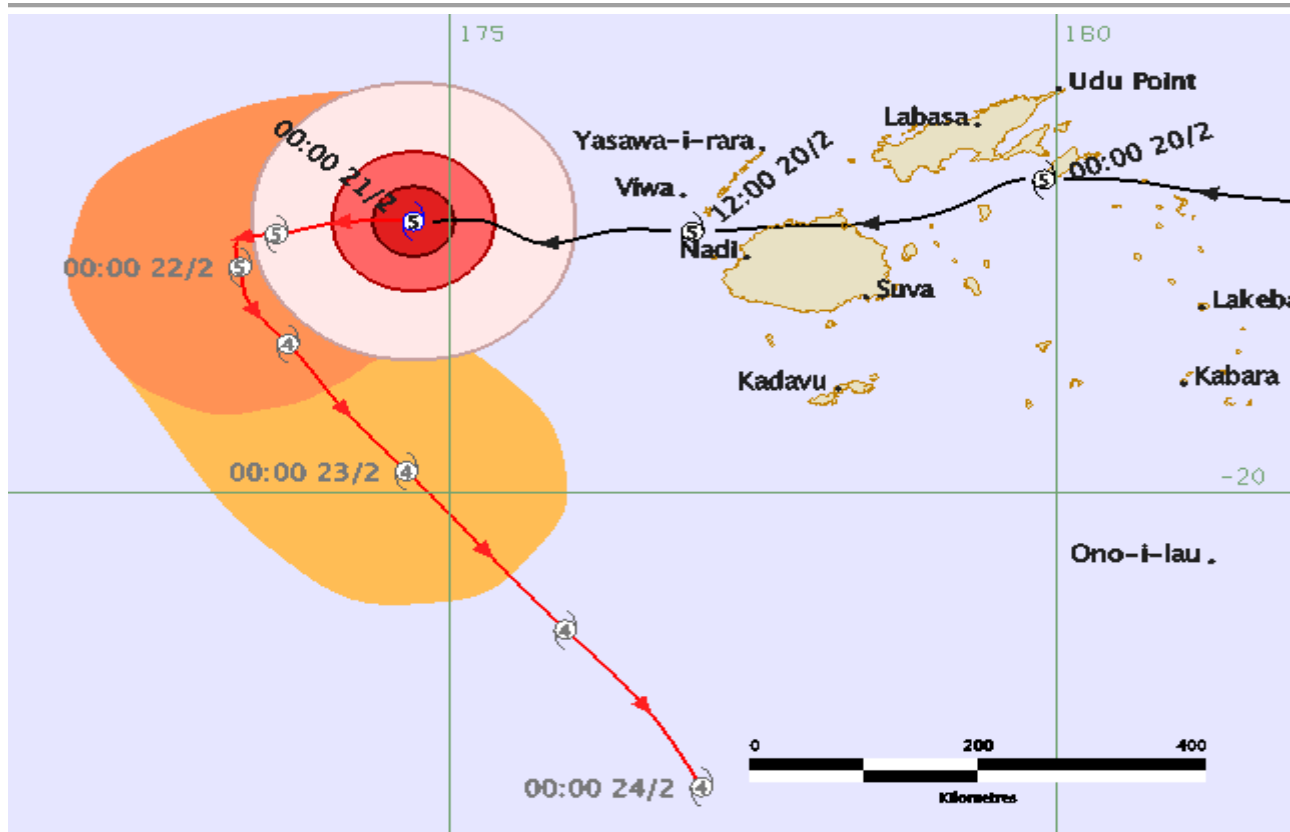 175
180
Udu Point
Labasa
Yasawa-i-rara
00:00 21/2
12:00 20/2
00:00 20/2
Viwa
5
5
5
5
Nadi
00:00 22/2
5
Suva
Lakeba
4
Kadavu
Kabara
00:00 23/2
4
-20
Ono-i-lau
4
0
200
400
00:00 24/2
4
Kilometres